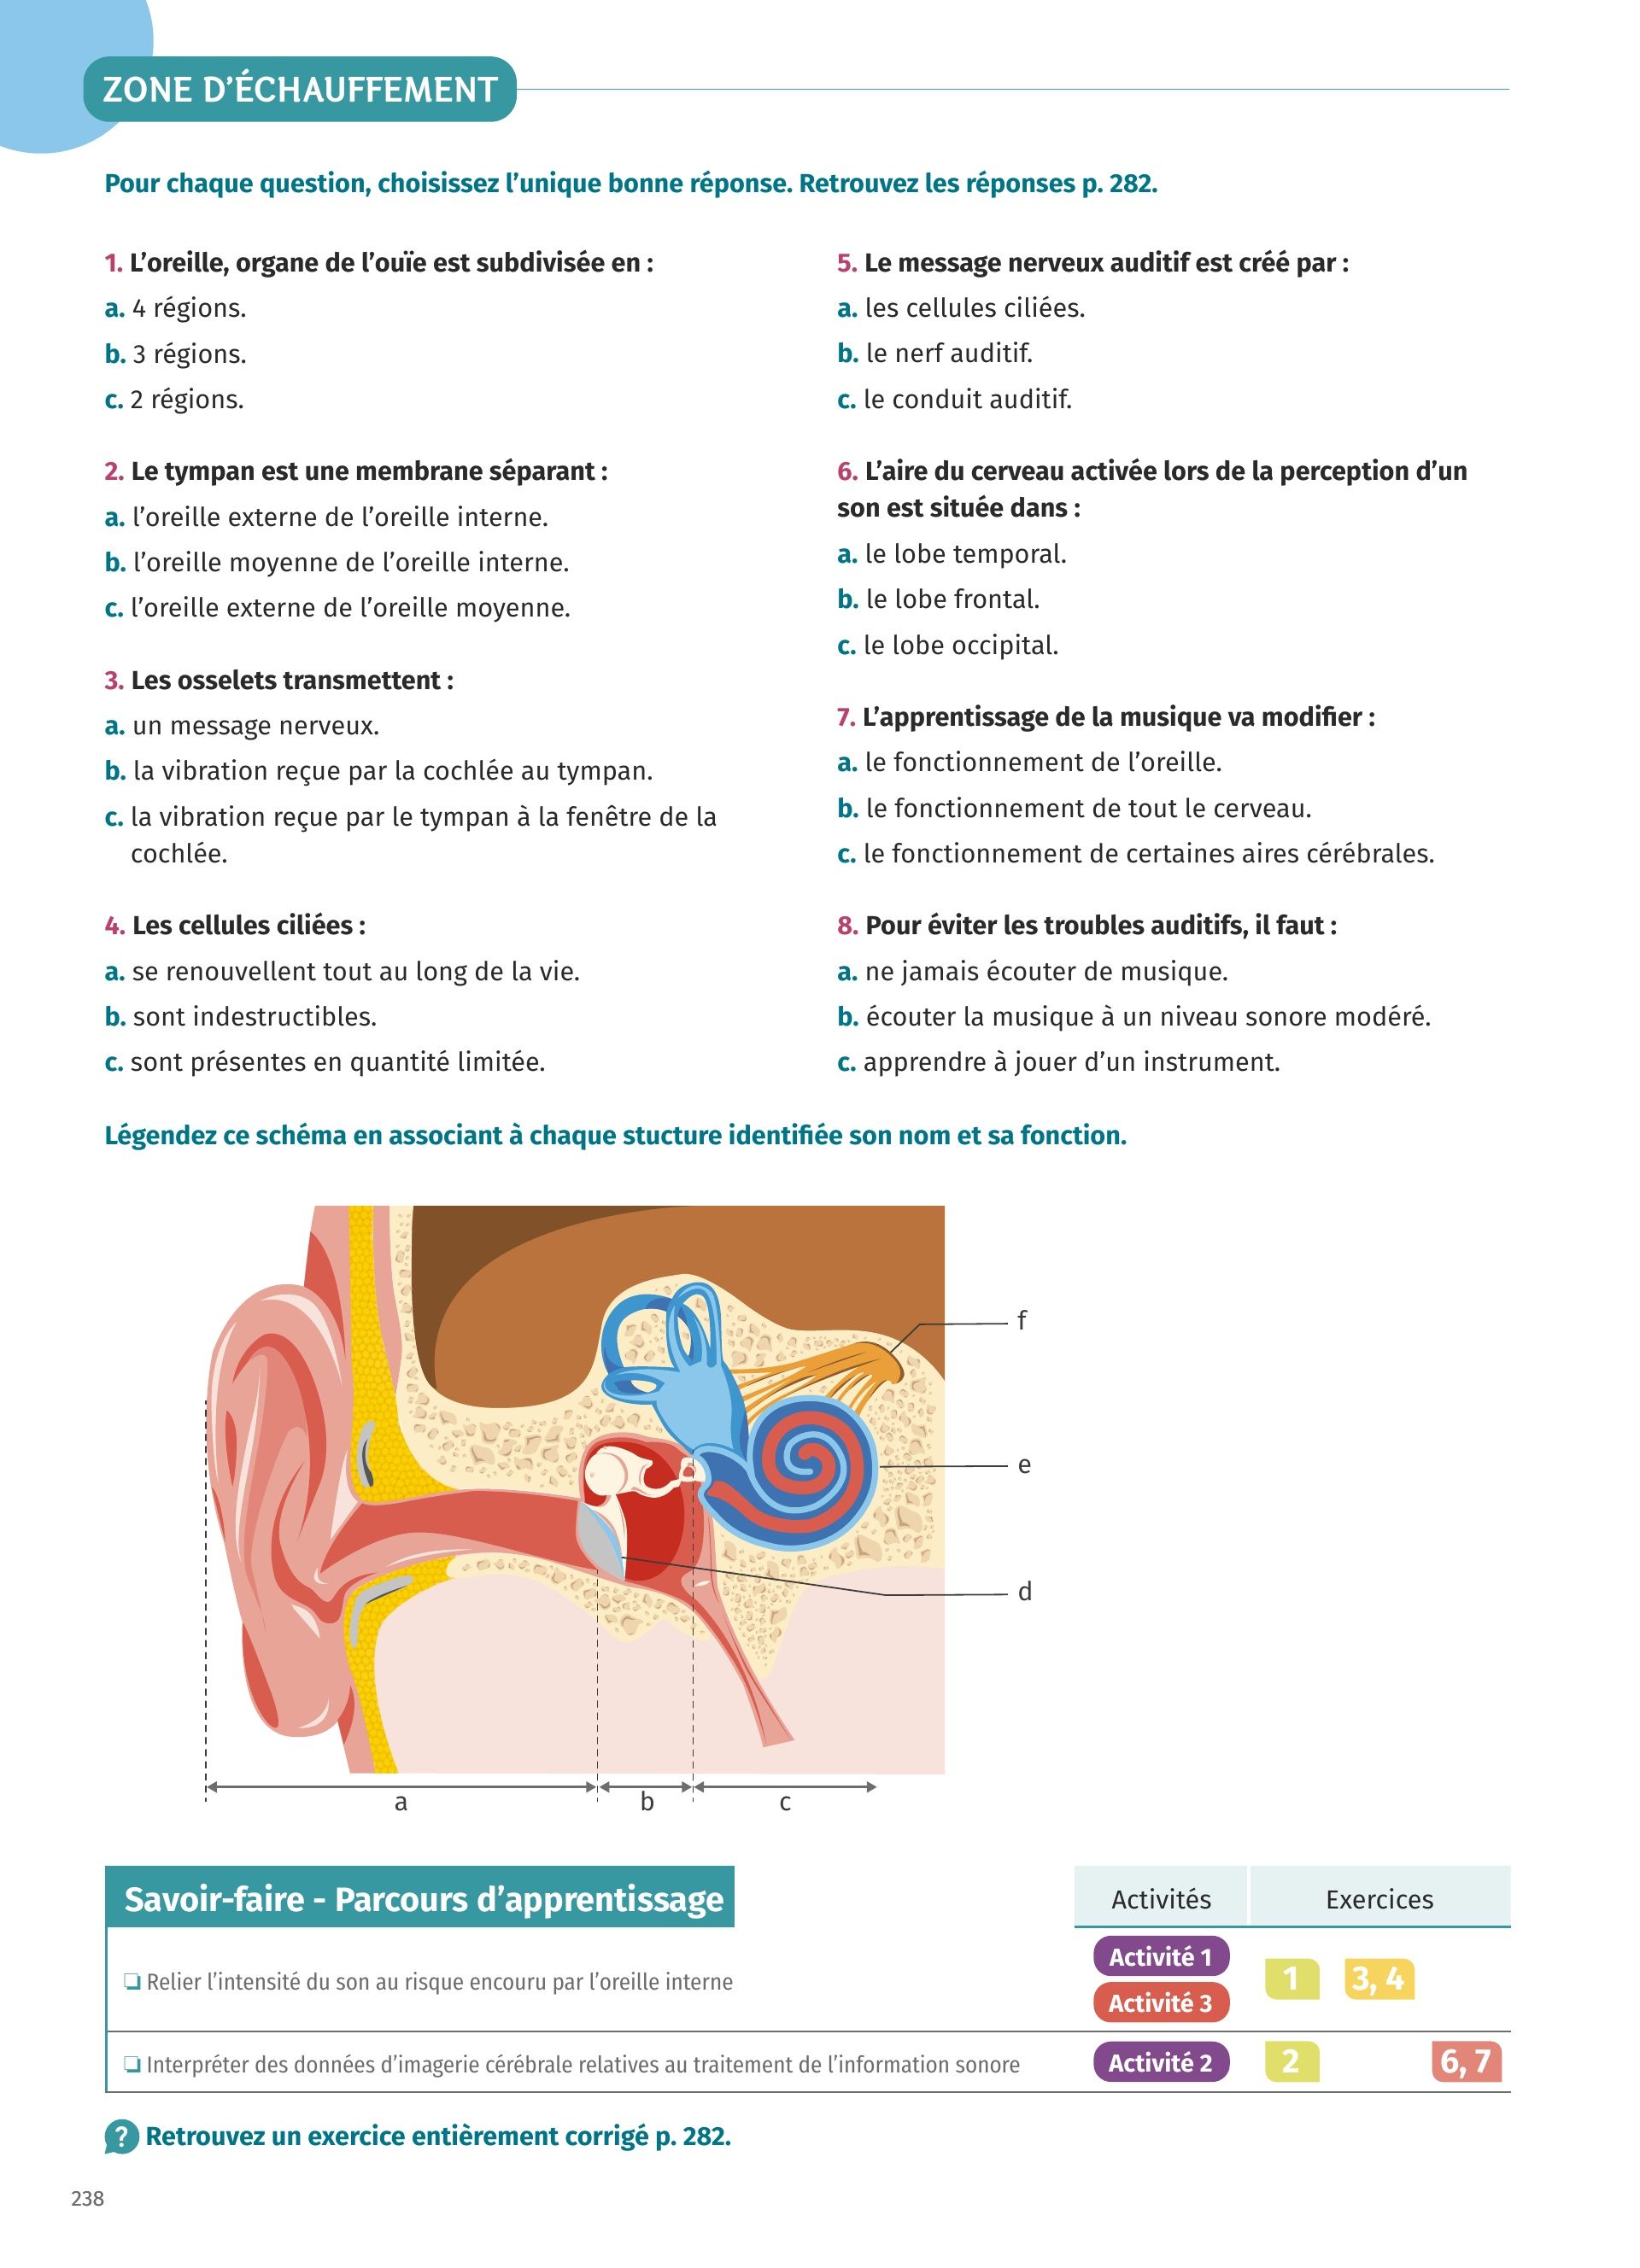 ZONE D’ÉCHAUFFEMENT
Pour chaque question, choisissez l’unique bonne réponse. Retrouvez les réponses p. 282.
1. L’oreille, organe de l’ouïe est subdivisée en :
a. 4 régions.
b. 3 régions.
c. 2 régions.
2. Le tympan est une membrane séparant :
a. l’oreille externe de l’oreille interne.
b. l’oreille moyenne de l’oreille interne.
c. l’oreille externe de l’oreille moyenne.
3. Les osselets transmettent :
a. un message nerveux.
b. la vibration reçue par la cochlée au tympan.
c. la vibration reçue par le tympan à la fenêtre de la
cochlée.
4. Les cellules ciliées :
a. se renouvellent tout au long de la vie.
b. sont indestructibles.
c. sont présentes en quantité limitée.
5. Le message nerveux auditif est créé par :
a. les cellules ciliées.
b. le nerf auditif.
c. le conduit auditif.
6. L’aire du cerveau activée lors de la perception d’un
son est située dans :
a. le lobe temporal.
b. le lobe frontal.
c. le lobe occipital.
7. L’apprentissage de la musique va modifier :
a. le fonctionnement de l’oreille.
b. le fonctionnement de tout le cerveau.
c. le fonctionnement de certaines aires cérébrales.
8. Pour éviter les troubles auditifs, il faut :
a. ne jamais écouter de musique.
b. écouter la musique à un niveau sonore modéré.
c. apprendre à jouer d’un instrument.
Légendez ce schéma en associant à chaque stucture identifiée son nom et sa fonction.
f
e
d
a b c
Savoir-faire - Parcours d’apprentissage Activités Exercices
Relier l’intensité du son au risque encouru par l’oreille interne
Activité 1
Activité 3
1 3, 4
Interpréter des données d’imagerie cérébrale relatives au traitement de l’information sonore Activité 2 2 6, 7
? Retrouvez un exercice entièrement corrigé p. 282.
238